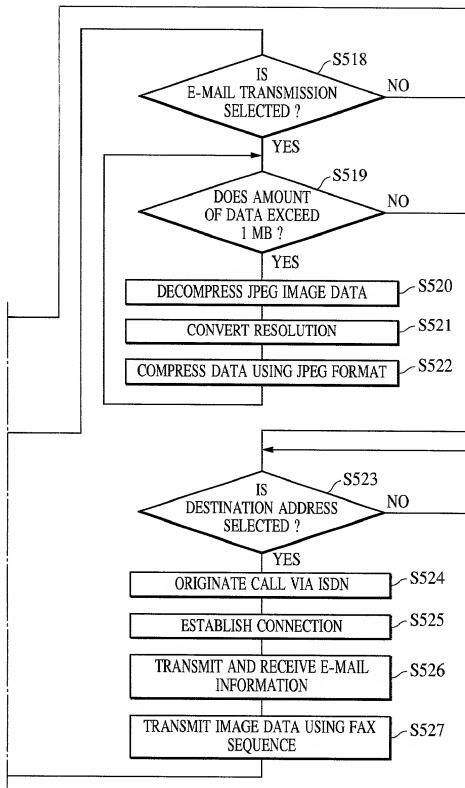 S518
IS
E-MAIL TRANSMISSION
SELECTED ?
NO
YES
S519
DOES AMOUNT
OF DATA EXCEED
1 MB ?
NO
YES
DECOMPRESS JPEG IMAGE DATA
S520
CONVERT RESOLUTION
S521
COMPRESS DATA USING JPEG FORMAT
S522
S523
IS
DESTINATION ADDRESS
SELECTED ?
NO
YES
ORIGINATE CALL VIA ISDN
S524
ESTABLISH CONNECTION
S525
TRANSMIT AND RECEIVE E-MAIL
INFORMATION
S526
TRANSMIT IMAGE DATA USING FAX
SEQUENCE
S527